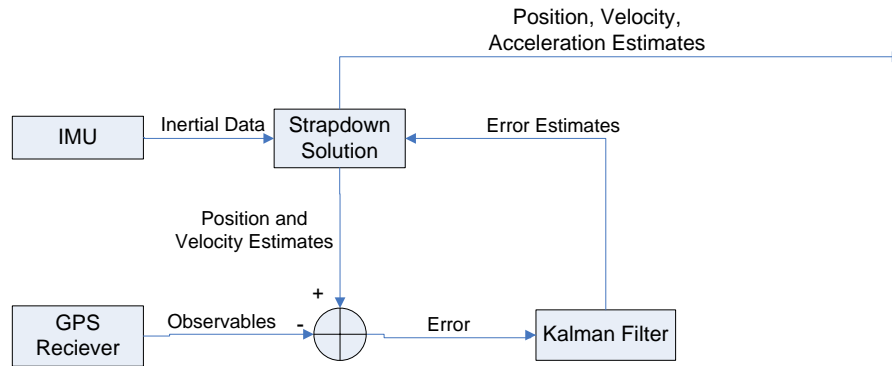 Position, Velocity,
Acceleration Estimates
IMU
Inertial Data
Strapdown
Solution
Error Estimates
Position and
Velocity Estimates
+
GPS
Reciever
Observables
-
Error
Kalman Filter